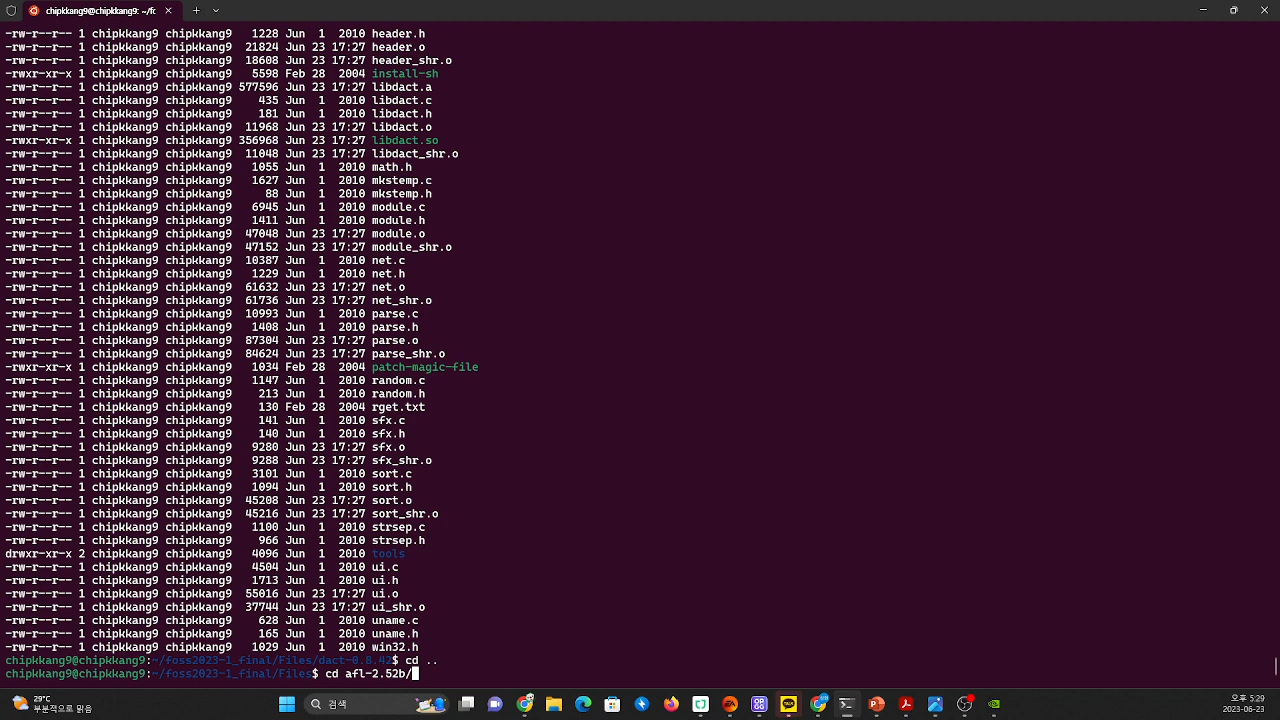 chipkkang9@chipkkang9: ~/fc
-rw-r--r-- 1 chipkkang9 chipkkang9   1228 Jun  1  2010 header.h
-rw-r--r-- 1 chipkkang9 chipkkang9  21824 Jun 23 17:27 header.o
-rw-r--r-- 1 chipkkang9 chipkkang9  18608 Jun 23 17:27 header_shr.o
-rwxr-xr-x 1 chipkkang9 chipkkang9   5598 Feb 28  2004 install-sh
-rw-r--r-- 1 chipkkang9 chipkkang9 577596 Jun 23 17:27 libdact.a
-rw-r--r-- 1 chipkkang9 chipkkang9    435 Jun  1  2010 libdact.c
-rw-r--r-- 1 chipkkang9 chipkkang9    181 Jun  1  2010 libdact.h
-rw-r--r-- 1 chipkkang9 chipkkang9  11968 Jun 23 17:27 libdact.o
-rwxr-xr-x 1 chipkkang9 chipkkang9 356968 Jun 23 17:27 libdact.so
-rw-r--r-- 1 chipkkang9 chipkkang9  11048 Jun 23 17:27 libdact_shr.o
-rw-r--r-- 1 chipkkang9 chipkkang9   1055 Jun  1  2010 math.h
-rw-r--r-- 1 chipkkang9 chipkkang9   1627 Jun  1  2010 mkstemp.c
-rw-r--r-- 1 chipkkang9 chipkkang9     88 Jun  1  2010 mkstemp.h
-rw-r--r-- 1 chipkkang9 chipkkang9   6945 Jun  1  2010 module.c
-rw-r--r-- 1 chipkkang9 chipkkang9   1411 Jun  1  2010 module.h
-rw-r--r-- 1 chipkkang9 chipkkang9  47048 Jun 23 17:27 module.o
-rw-r--r-- 1 chipkkang9 chipkkang9  47152 Jun 23 17:27 module_shr.o
-rw-r--r-- 1 chipkkang9 chipkkang9  10387 Jun  1  2010 net.c
-rw-r--r-- 1 chipkkang9 chipkkang9   1229 Jun  1  2010 net.h
-rw-r--r-- 1 chipkkang9 chipkkang9  61632 Jun 23 17:27 net.o
-rw-r--r-- 1 chipkkang9 chipkkang9  61736 Jun 23 17:27 net_shr.o
-rw-r--r-- 1 chipkkang9 chipkkang9  10993 Jun  1  2010 parse.c
-rw-r--r-- 1 chipkkang9 chipkkang9   1408 Jun  1  2010 parse.h
-rw-r--r-- 1 chipkkang9 chipkkang9  87304 Jun 23 17:27 parse.o
-rw-r--r-- 1 chipkkang9 chipkkang9  84624 Jun 23 17:27 parse_shr.o
-rwxr-xr-x 1 chipkkang9 chipkkang9   1034 Feb 28  2004 patch-magic-file
-rw-r--r-- 1 chipkkang9 chipkkang9   1147 Jun  1  2010 random.c
-rw-r--r-- 1 chipkkang9 chipkkang9    213 Jun  1  2010 random.h
-rw-r--r-- 1 chipkkang9 chipkkang9    130 Feb 28  2004 rget.txt
-rw-r--r-- 1 chipkkang9 chipkkang9    141 Jun  1  2010 sfx.c
-rw-r--r-- 1 chipkkang9 chipkkang9    140 Jun  1  2010 sfx.h
-rw-r--r-- 1 chipkkang9 chipkkang9   9280 Jun 23 17:27 sfx.o
-rw-r--r-- 1 chipkkang9 chipkkang9   9288 Jun 23 17:27 sfx_shr.o
-rw-r--r-- 1 chipkkang9 chipkkang9   3101 Jun  1  2010 sort.c
-rw-r--r-- 1 chipkkang9 chipkkang9   1094 Jun  1  2010 sort.h
-rw-r--r-- 1 chipkkang9 chipkkang9  45208 Jun 23 17:27 sort.o
-rw-r--r-- 1 chipkkang9 chipkkang9  45216 Jun 23 17:27 sort_shr.o
-rw-r--r-- 1 chipkkang9 chipkkang9   1100 Jun  1  2010 strsep.c
-rw-r--r-- 1 chipkkang9 chipkkang9    966 Jun  1  2010 strsep.h
drwxr-xr-x 2 chipkkang9 chipkkang9   4096 Jun  1  2010 tools
-rw-r--r-- 1 chipkkang9 chipkkang9   4504 Jun  1  2010 ui.c
-rw-r--r-- 1 chipkkang9 chipkkang9   1713 Jun  1  2010 ui.h
-rw-r--r-- 1 chipkkang9 chipkkang9  55016 Jun 23 17:27 ui.o
-rw-r--r-- 1 chipkkang9 chipkkang9  37744 Jun 23 17:27 ui_shr.o
-rw-r--r-- 1 chipkkang9 chipkkang9    628 Jun  1  2010 uname.c
-rw-r--r-- 1 chipkkang9 chipkkang9    165 Jun  1  2010 uname.h
-rw-r--r-- 1 chipkkang9 chipkkang9   1029 Jun  1  2010 win32.h
chipkkang9@chipkkang9:~/foss2023-1_final/Files/dact-0.8.42$ cd ..
chipkkang9@chipkkang9:~/foss2023-1_final/Files$ cd afl-2.52b/
29°C
부분적으로 맑음
검색
TALK
오후 5:29
2023-06-23